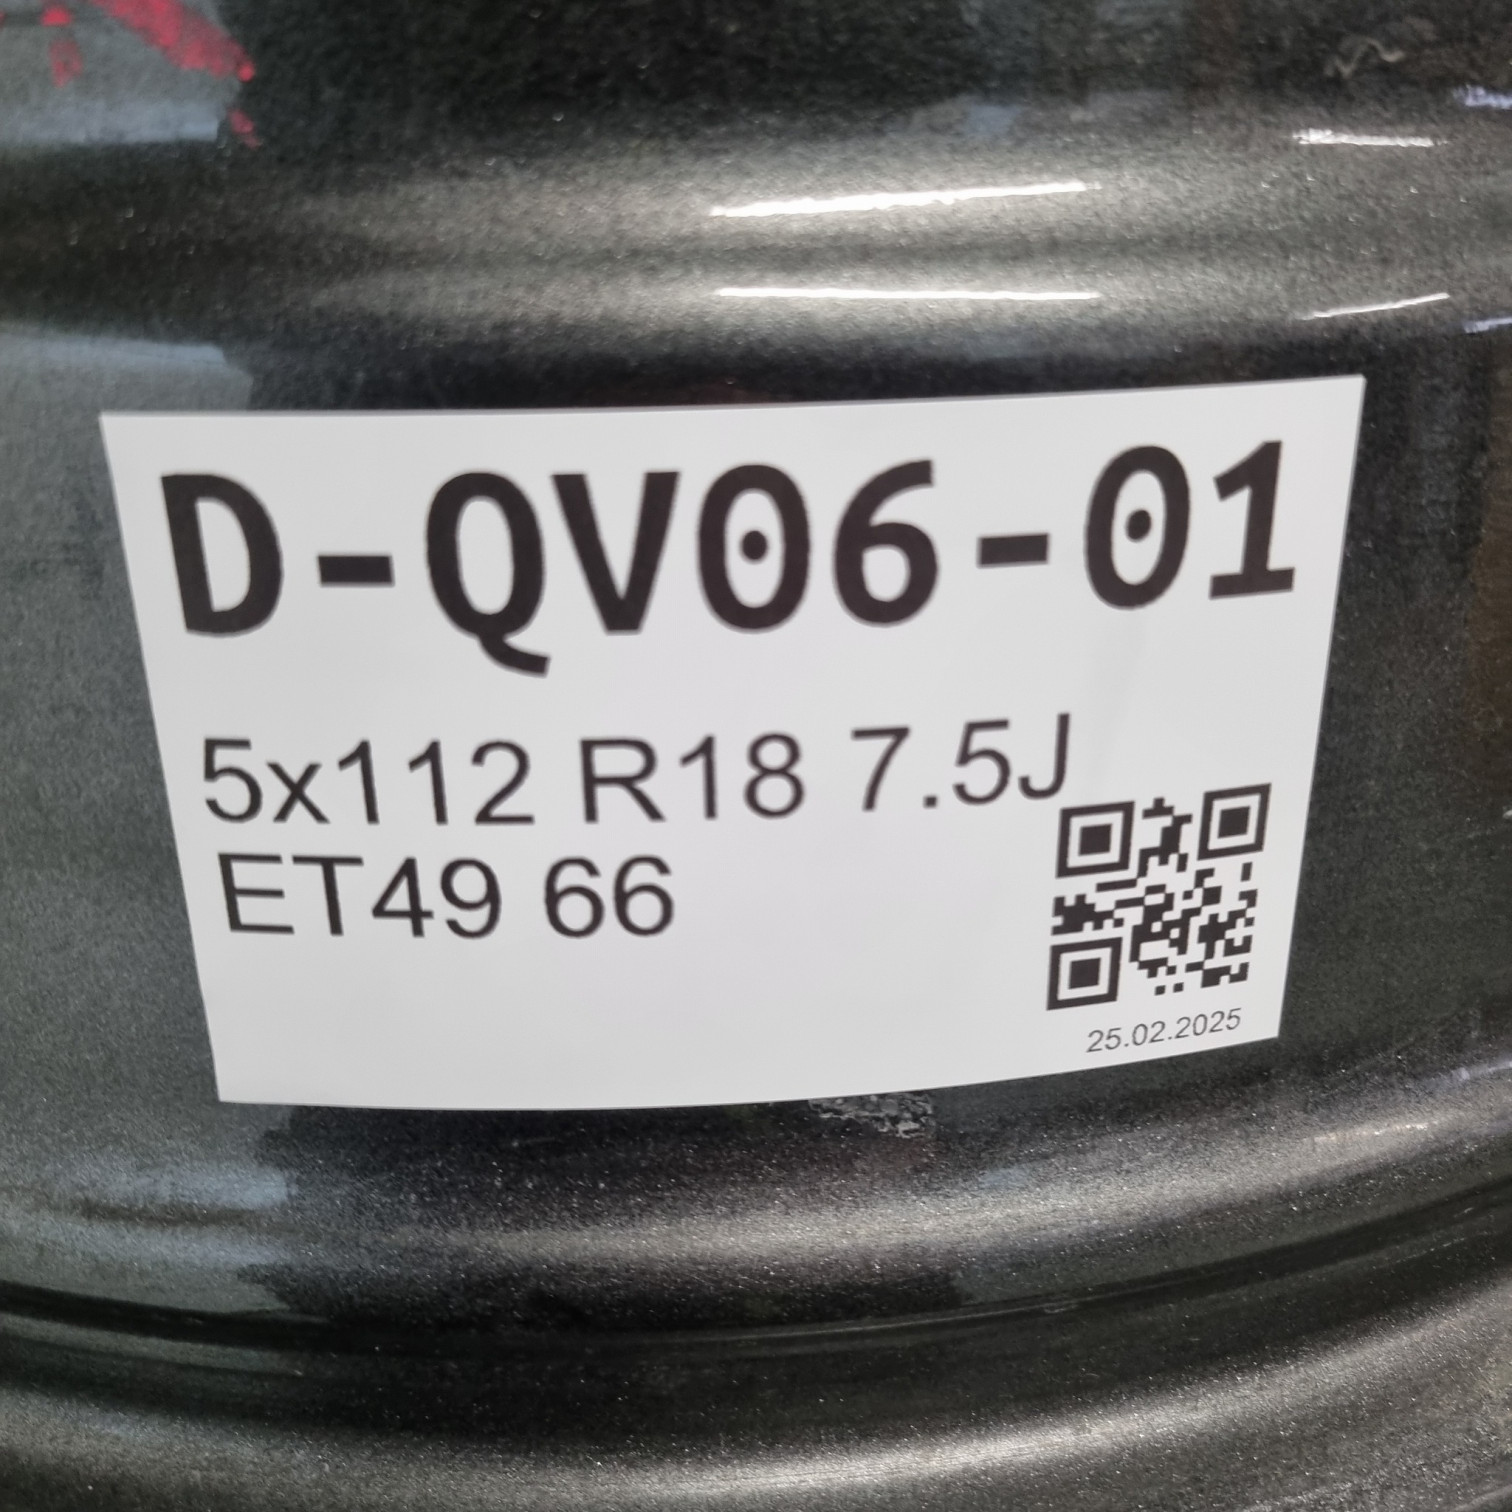 D-QV06-01
5x112 R18 7.5J
ET49 66
25.02.2025